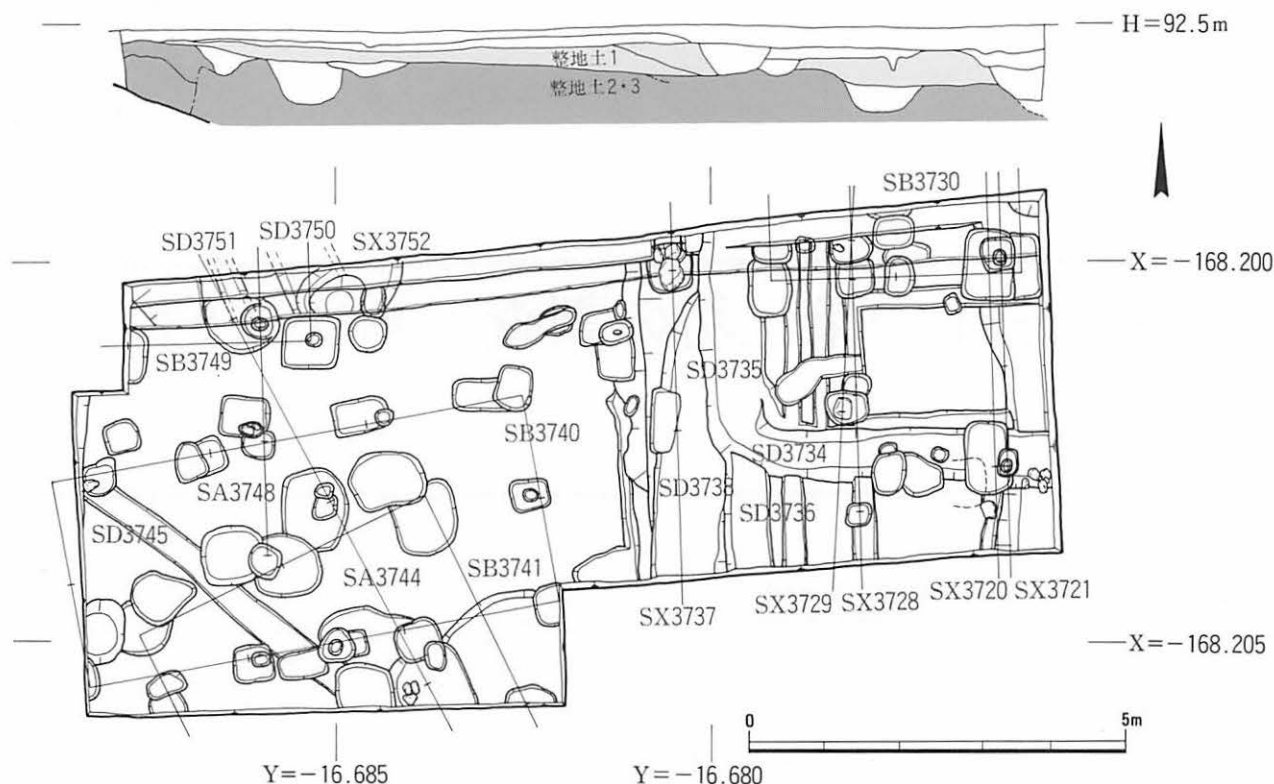 H=92.5m
整地土1
整地土2・3
SB3730
SD3751
SD3750
SX3752
X=-168.200
SB3749
SD3735
SB3740
SD3734
SA3748
SD3738
SD3736
SD3745
SA3744
SB3741
SX3737
SX3729
SX3728
SX3720
SX3721
X=-168.205
0
5m
Y=-16.685
Y=-16.680